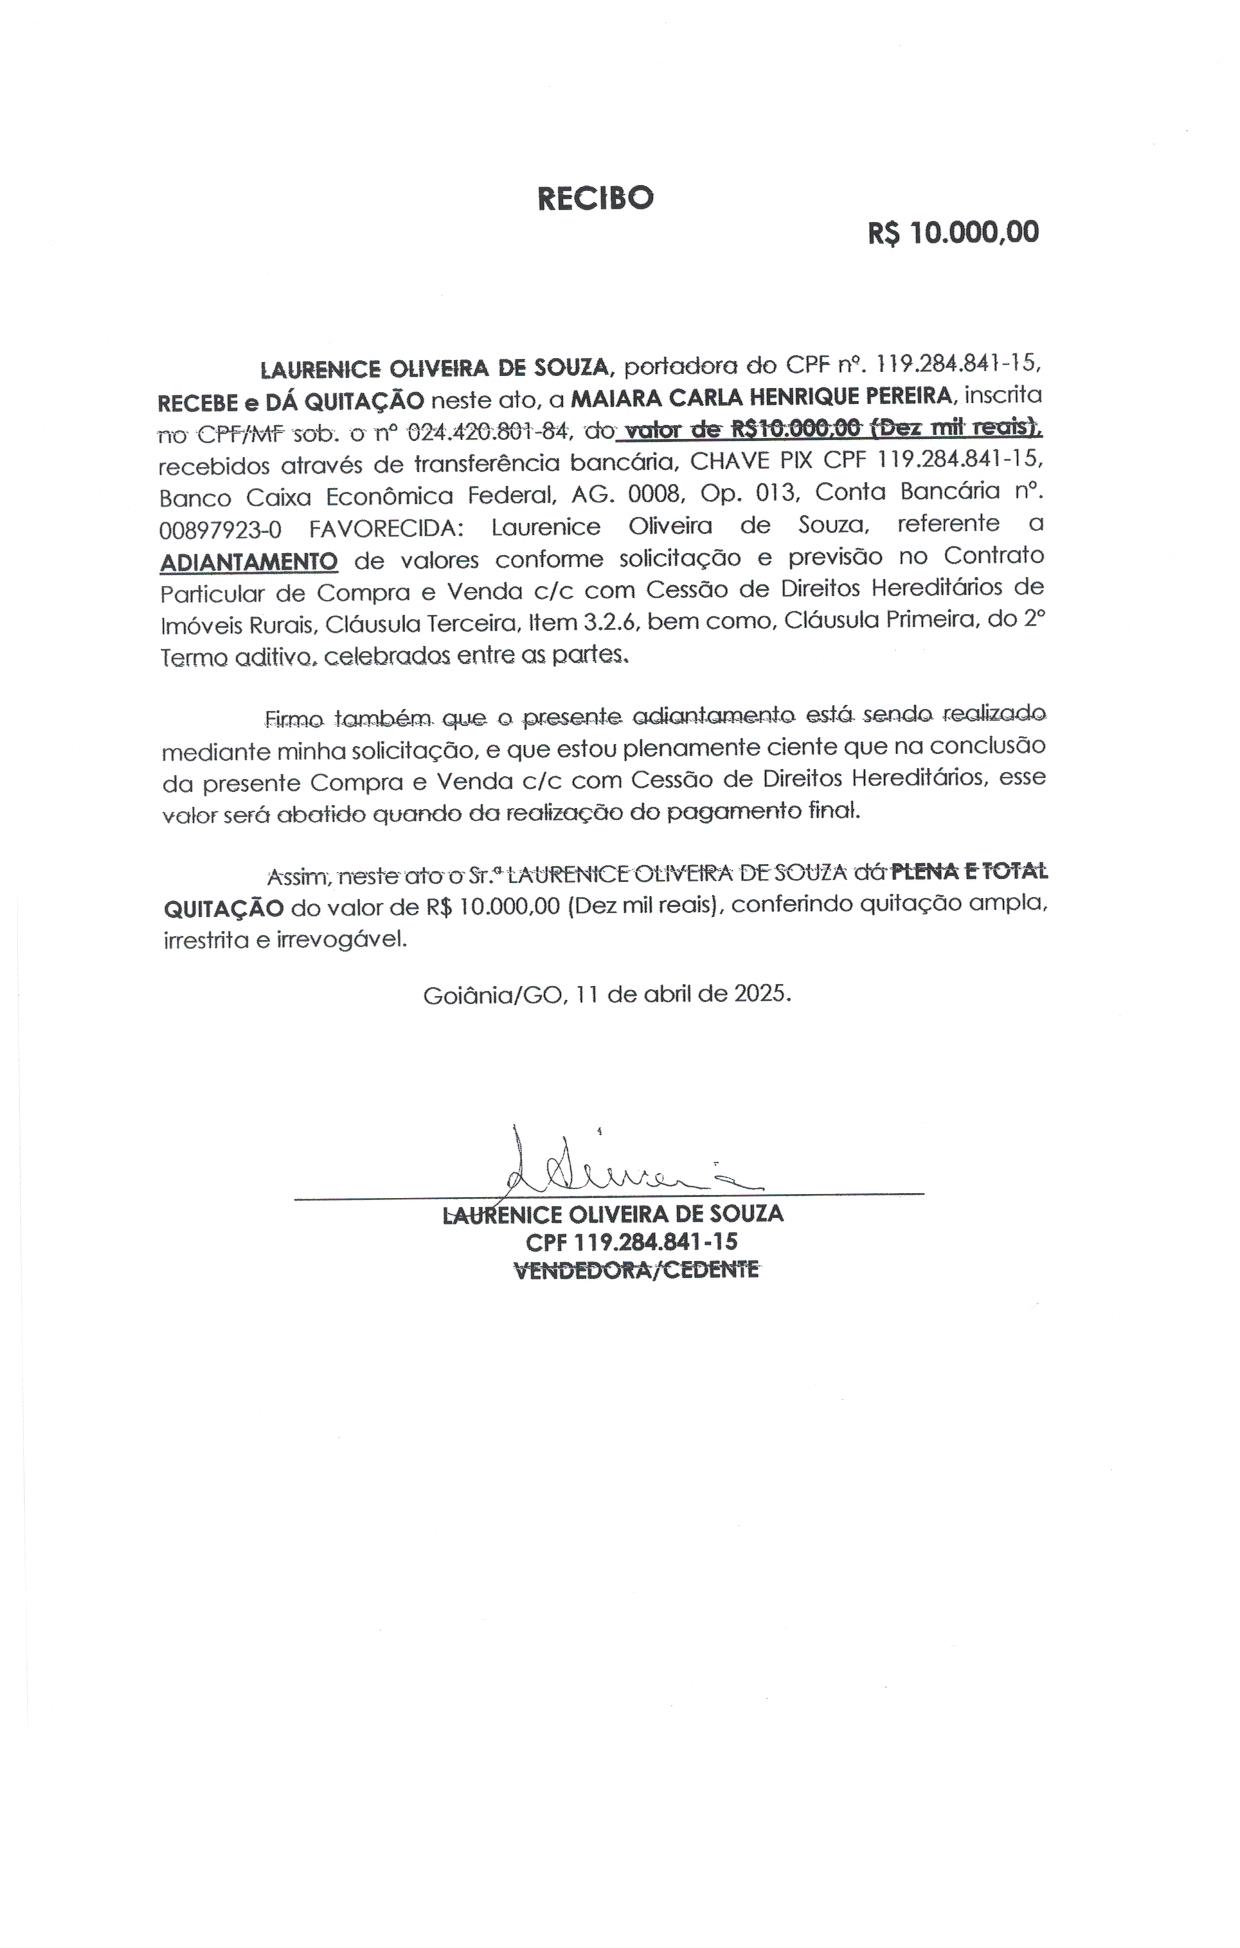 RECIBO
R$ 10.000,00
LAURENICE OLIVEIRA DE SOUZA, portadora do CPF nº. 119.284.841-15,
RECEBE e DÁ QUITAÇÃO neste ato, a MAIARA CARLA HENRIQUE PEREIRA, inscrita
no CPF/MF sob. o nº 024.420.801-84, do valor de R$10.000,00 (Dez mil reais),
recebidos através de transferência bancária, CHAVE PIX CPF 119.284.841-15,
Banco Caixa Econômica Federal, AG. 0008, Op. 013, Conta Bancária nº.
00897923-0 FAVORECIDA: Laurenice Oliveira de Souza, referente a
ADIANTAMENTO de valores conforme solicitação e previsão no Contrato
Particular de Compra e Venda c/c com Cessão de Direitos Hereditários de
Imóveis Rurais, Cláusula Terceira, Item 3.2.6, bem como, Cláusula Primeira, do 2º
Termo aditivo, celebrados entre as partes.
Firmo também que o presente adiantamento está sendo realizado
mediante minha solicitação, e que estou plenamente ciente que na conclusão
da presente Compra e Venda c/c com Cessão de Direitos Hereditários, esse
valor será abatido quando da realização do pagamento final.
Assim, neste ato o Sr.ª LAURENICE OLIVEIRA DE SOUZA dá PLENA E TOTAL
QUITAÇÃO do valor de R$ 10.000,00 (Dez mil reais), conferindo quitação ampla,
irrestrita e irrevogável.
Goiânia/GO, 11 de abril de 2025.
LAURENICE OLIVEIRA DE SOUZA
CPF 119.284.841-15
VENDEDORA/CEDENTE